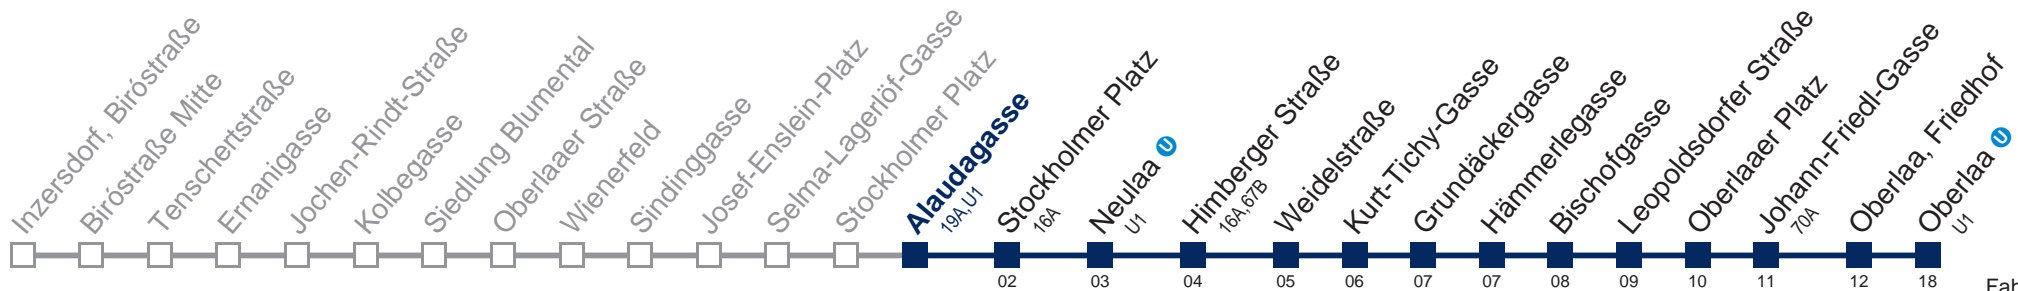 Inzersdorf, Biróstraße
Biróstraße Mitte
Tenschertstraße
Ernanigasse
Jochen-Rindt-Straße
Kolbegasse
Siedlung Blumental
Oberlaaer Straße
Wienerfeld
Sindinggasse
Josef-Enslein-Platz
Selma-Lagerlöf-Gasse
Stockholmer Platz
Alaudagasse
19A,U1
Stockholmer Platz
16A
02
Neulaa U
U1
03
Himberger Straße
16A,67B
04
Weidelstraße
05
Kurt-Tichy-Gasse
06
Grundäckergasse
07
Hämmerlegasse
07
Bischofgasse
08
Leopoldsdorfer Straße
09
Oberlaaer Platz
10
Johann-Friedl-Gasse
70A
11
Oberlaa, Friedhof
12
Oberlaa U
U1
18
Fah